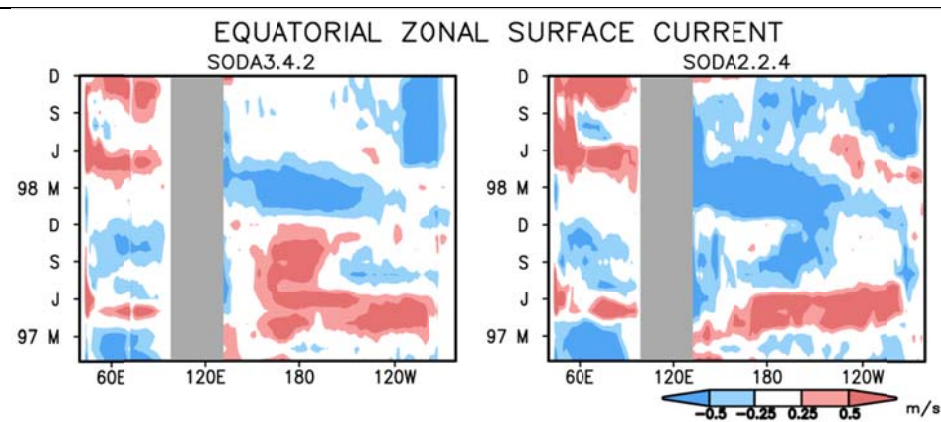 EQUATORIAL ZONAL SURFACE CURRENT
SODA3.4.2
SODA2.2.4
D
S
J
98 M
D
S
J
97 M
60E 120E 180 120W
D
S
J
98 M
D
S
J
97 M
60E 120E 180 120W
-0.5 -0.25 0.25 0.5 m/s